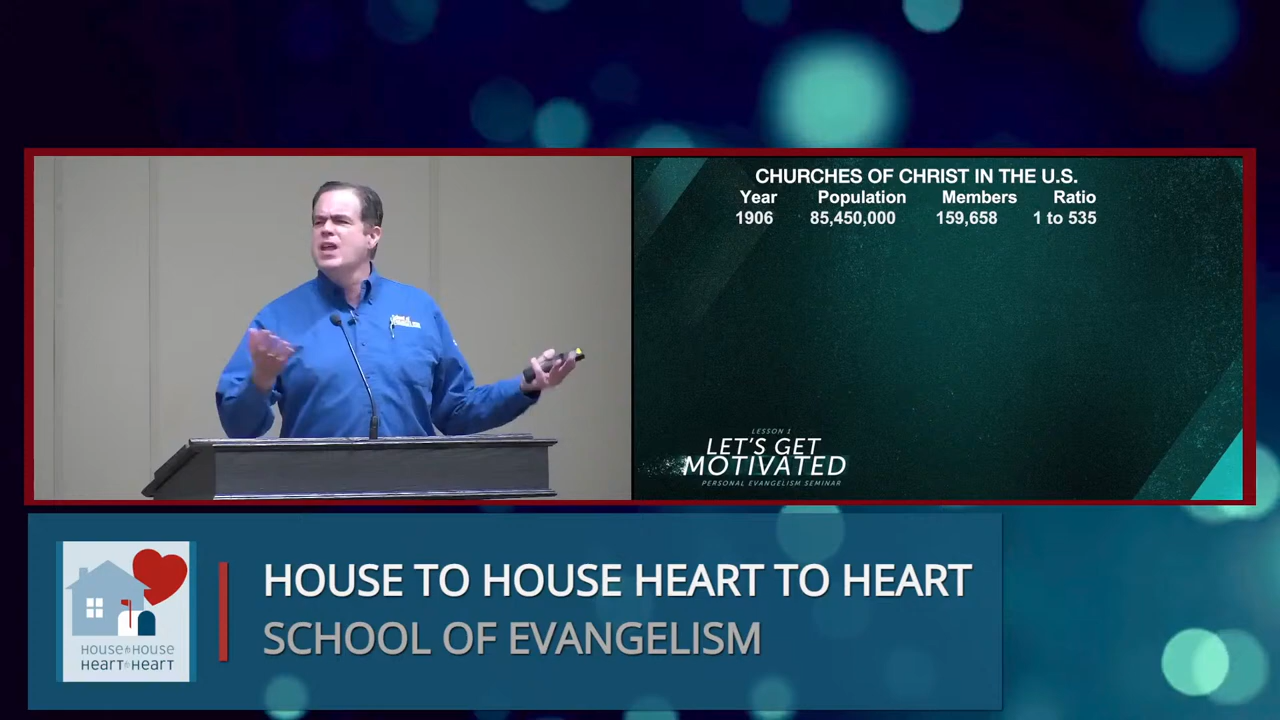 CHURCHES OF CHRIST IN THE U.S.
Year Population Members Ratio
1906 85,450,000 159,658 1 to 535
LESSON 1
LET'S GET
MOTIVATED
PERSONAL EVANGELISM SEMINAR
HOUSE TO HOUSE HEART TO HEART
SCHOOL OF EVANGELISM
HOUSE to HOUSE
HEART to HEART